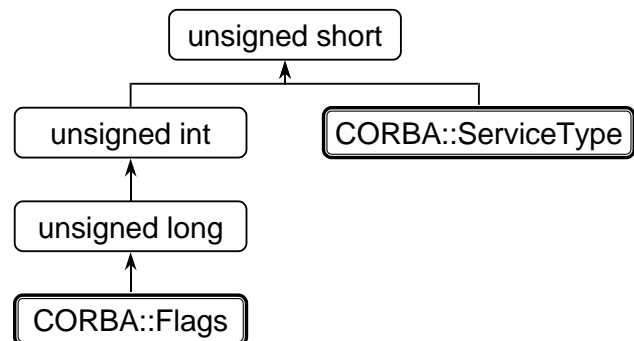 unsigned short
unsigned int
CORBA::ServiceType
unsigned long
CORBA::Flags